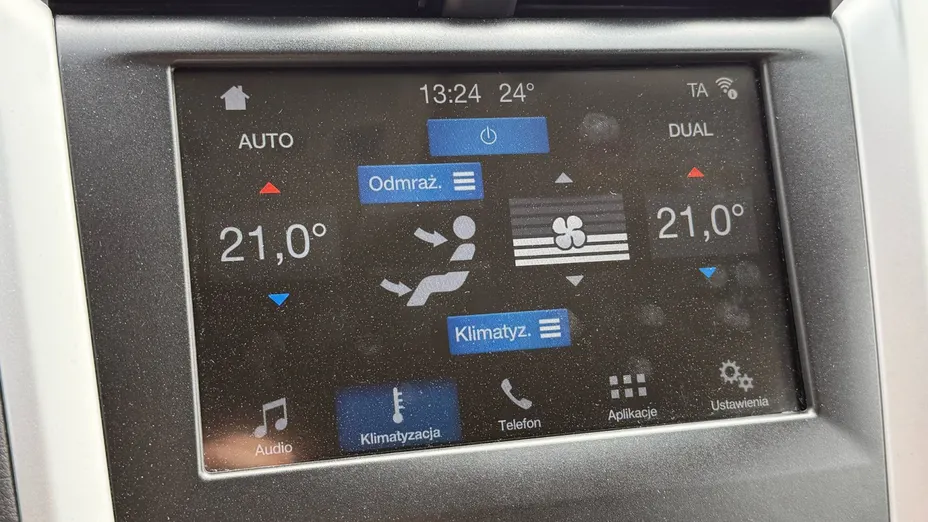 13:24 24°
TA
AUTO
DUAL
Odmraż.
21,0°
21,0°
Klimatyz.
Audio
Klimatyzacja
Telefon
Aplikacje
Ustawienia